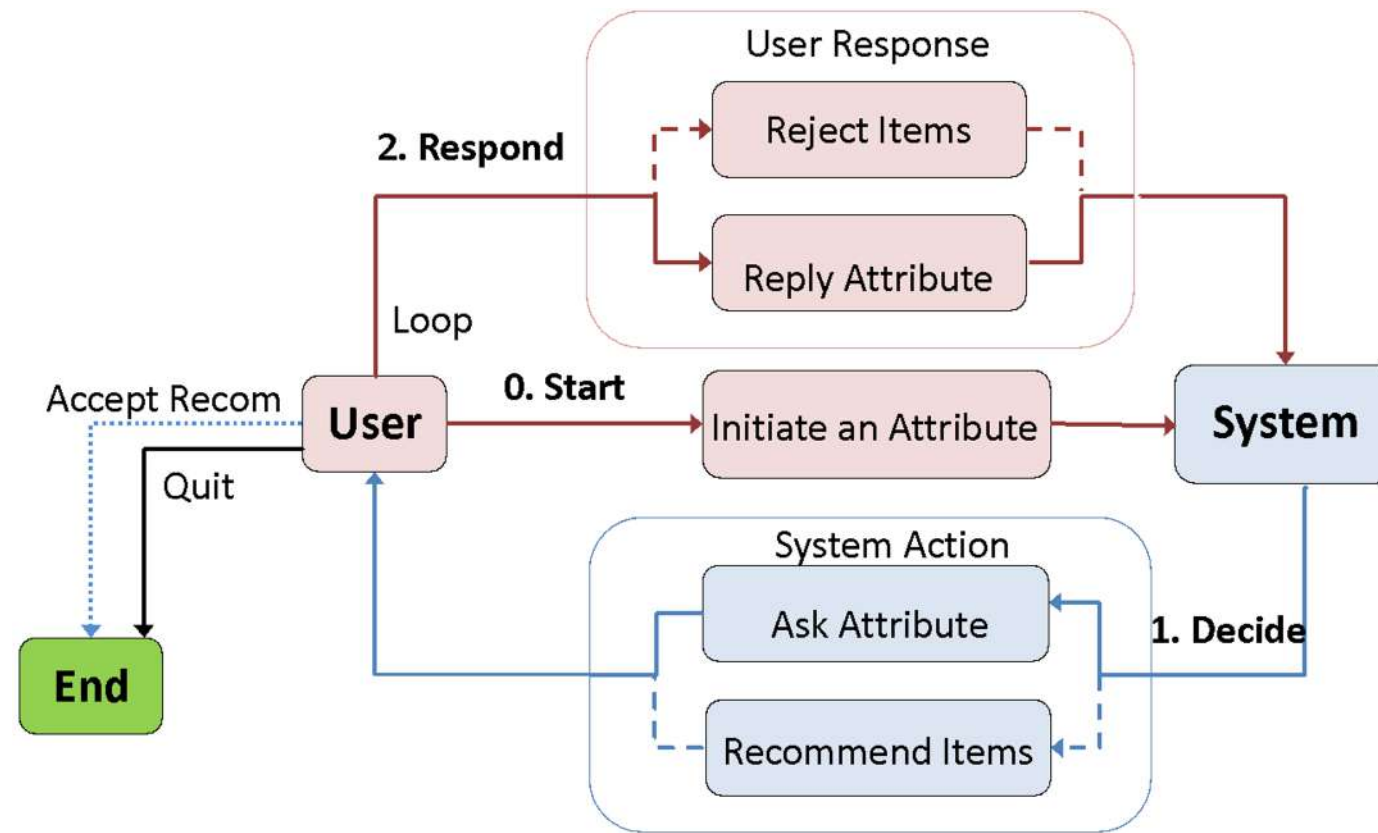 User Response
Reject Items
2. Respond
Reply Attribute
Loop
Accept Recom
0. Start
User
Initiate an Attribute
System
Quit
System Action
Ask Attribute
1. Decide
End
Recommend Items